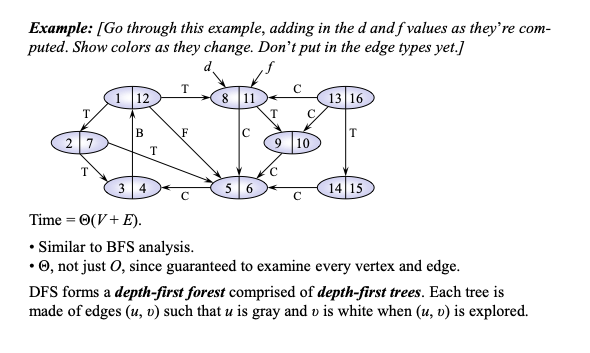 Example: [Go through this example, adding in the d and f values as they're com-
puted. Show colors as they change. Don't put in the edge types yet.]
d f
T C
1 12 8 11 13 16
T T C
B F C T
2 7 T 9 10
T C
3 4 5 6 14 15
C C
Time = Θ(V + E).
• Similar to BFS analysis.
• Θ, not just O, since guaranteed to examine every vertex and edge.
DFS forms a depth-first forest comprised of depth-first trees. Each tree is
made of edges (u, υ) such that u is gray and υ is white when (u, υ) is explored.